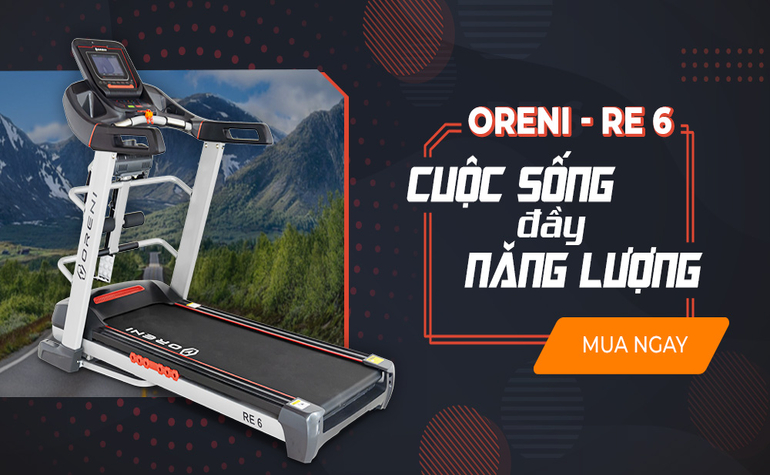 ORENI - RE 6
CUỘC SỐNG
đầy
NĂNG LƯỢNG
MUA NGAY
ORENI
ORENI
RE 6